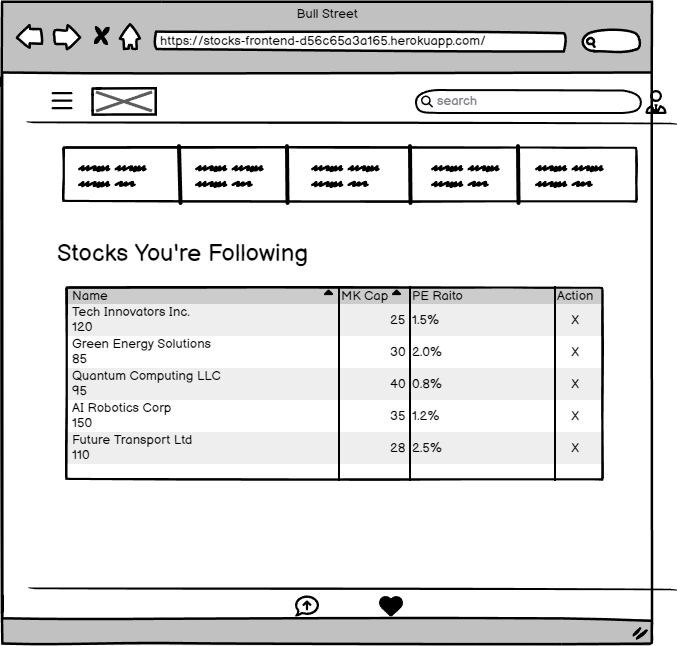 Bull Street
https://stocks-frontend-d56c65a3a165.herokuapp.com/
search
Stocks You're Following
Name MK Cap PE Raito Action
Tech Innovators Inc.
120 25 1.5% X
Green Energy Solutions
85 30 2.0% X
Quantum Computing LLC
95 40 0.8% X
AI Robotics Corp
150 35 1.2% X
Future Transport Ltd
110 28 2.5% X